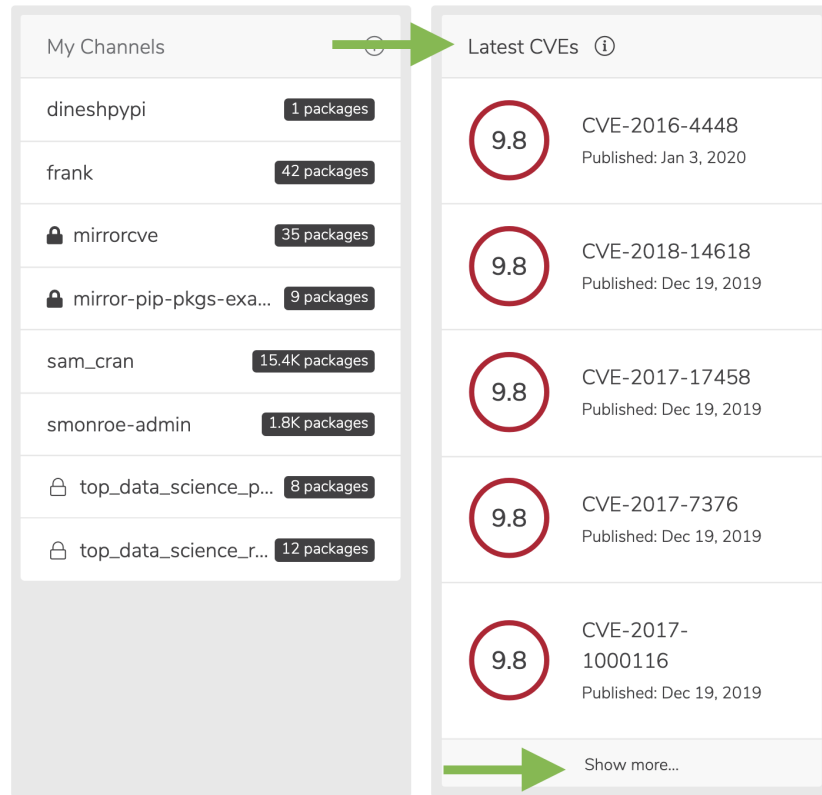 My Channels
dineshpypi 1 packages
frank 42 packages
mirrorcve 35 packages
mirror-pip-pkgs-exa... 9 packages
sam_cran 15.4K packages
smonroe-admin 1.8K packages
top_data_science_p... 8 packages
top_data_science_r... 12 packages
Latest CVEs
9.8
CVE-2016-4448
Published: Jan 3, 2020
9.8
CVE-2018-14618
Published: Dec 19, 2019
9.8
CVE-2017-17458
Published: Dec 19, 2019
9.8
CVE-2017-7376
Published: Dec 19, 2019
9.8
CVE-2017-
1000116
Published: Dec 19, 2019
Show more...